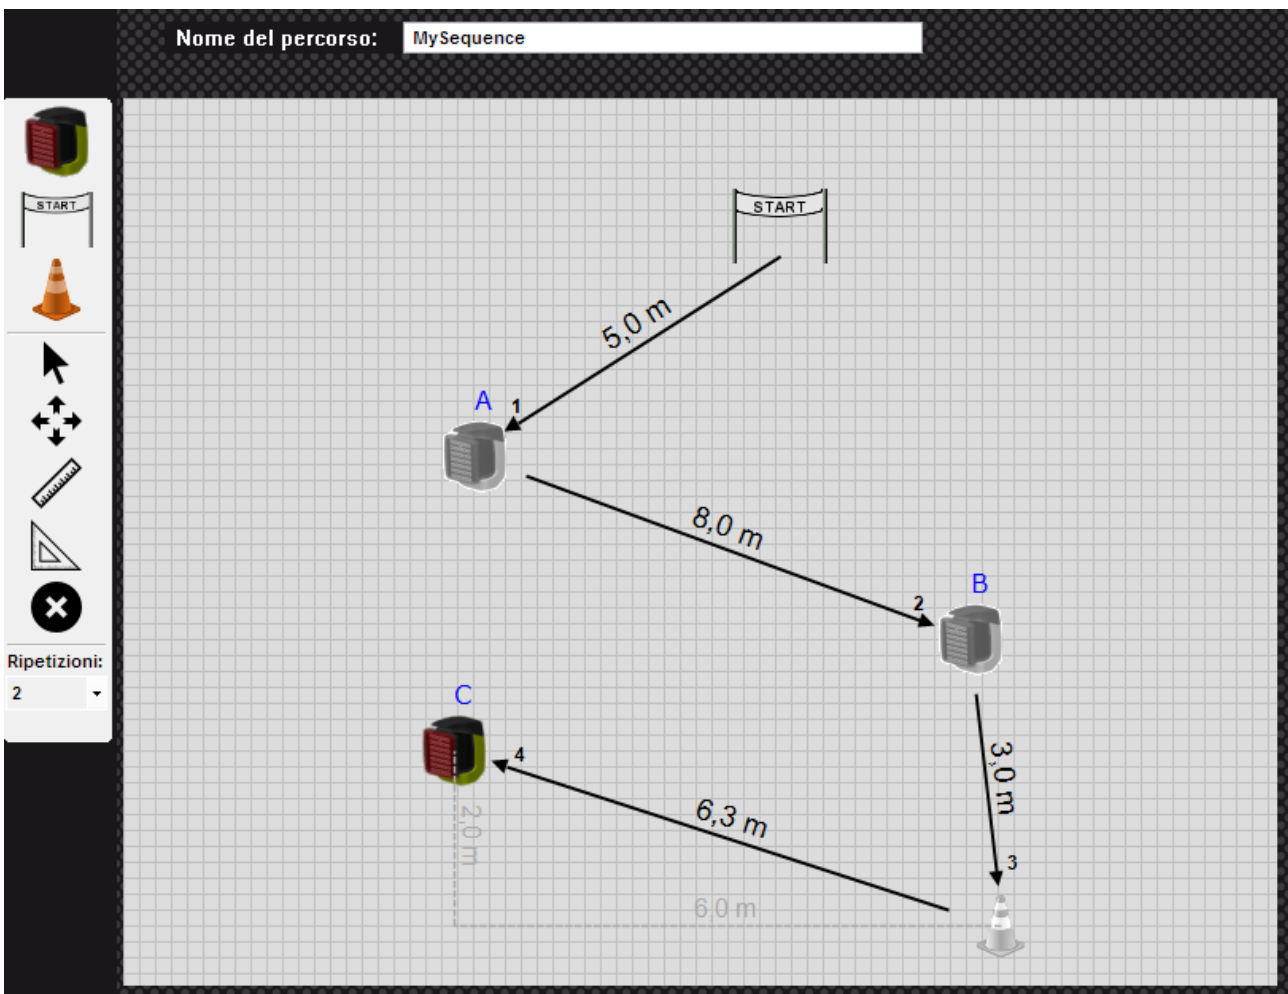 Nome del percorso: MySequence
START
START
5,0 m
A 1
8,0 m
B
2
Ripetizioni:
2
C
4
3,0 m
6,3 m
2,0 m
3
6,0 m